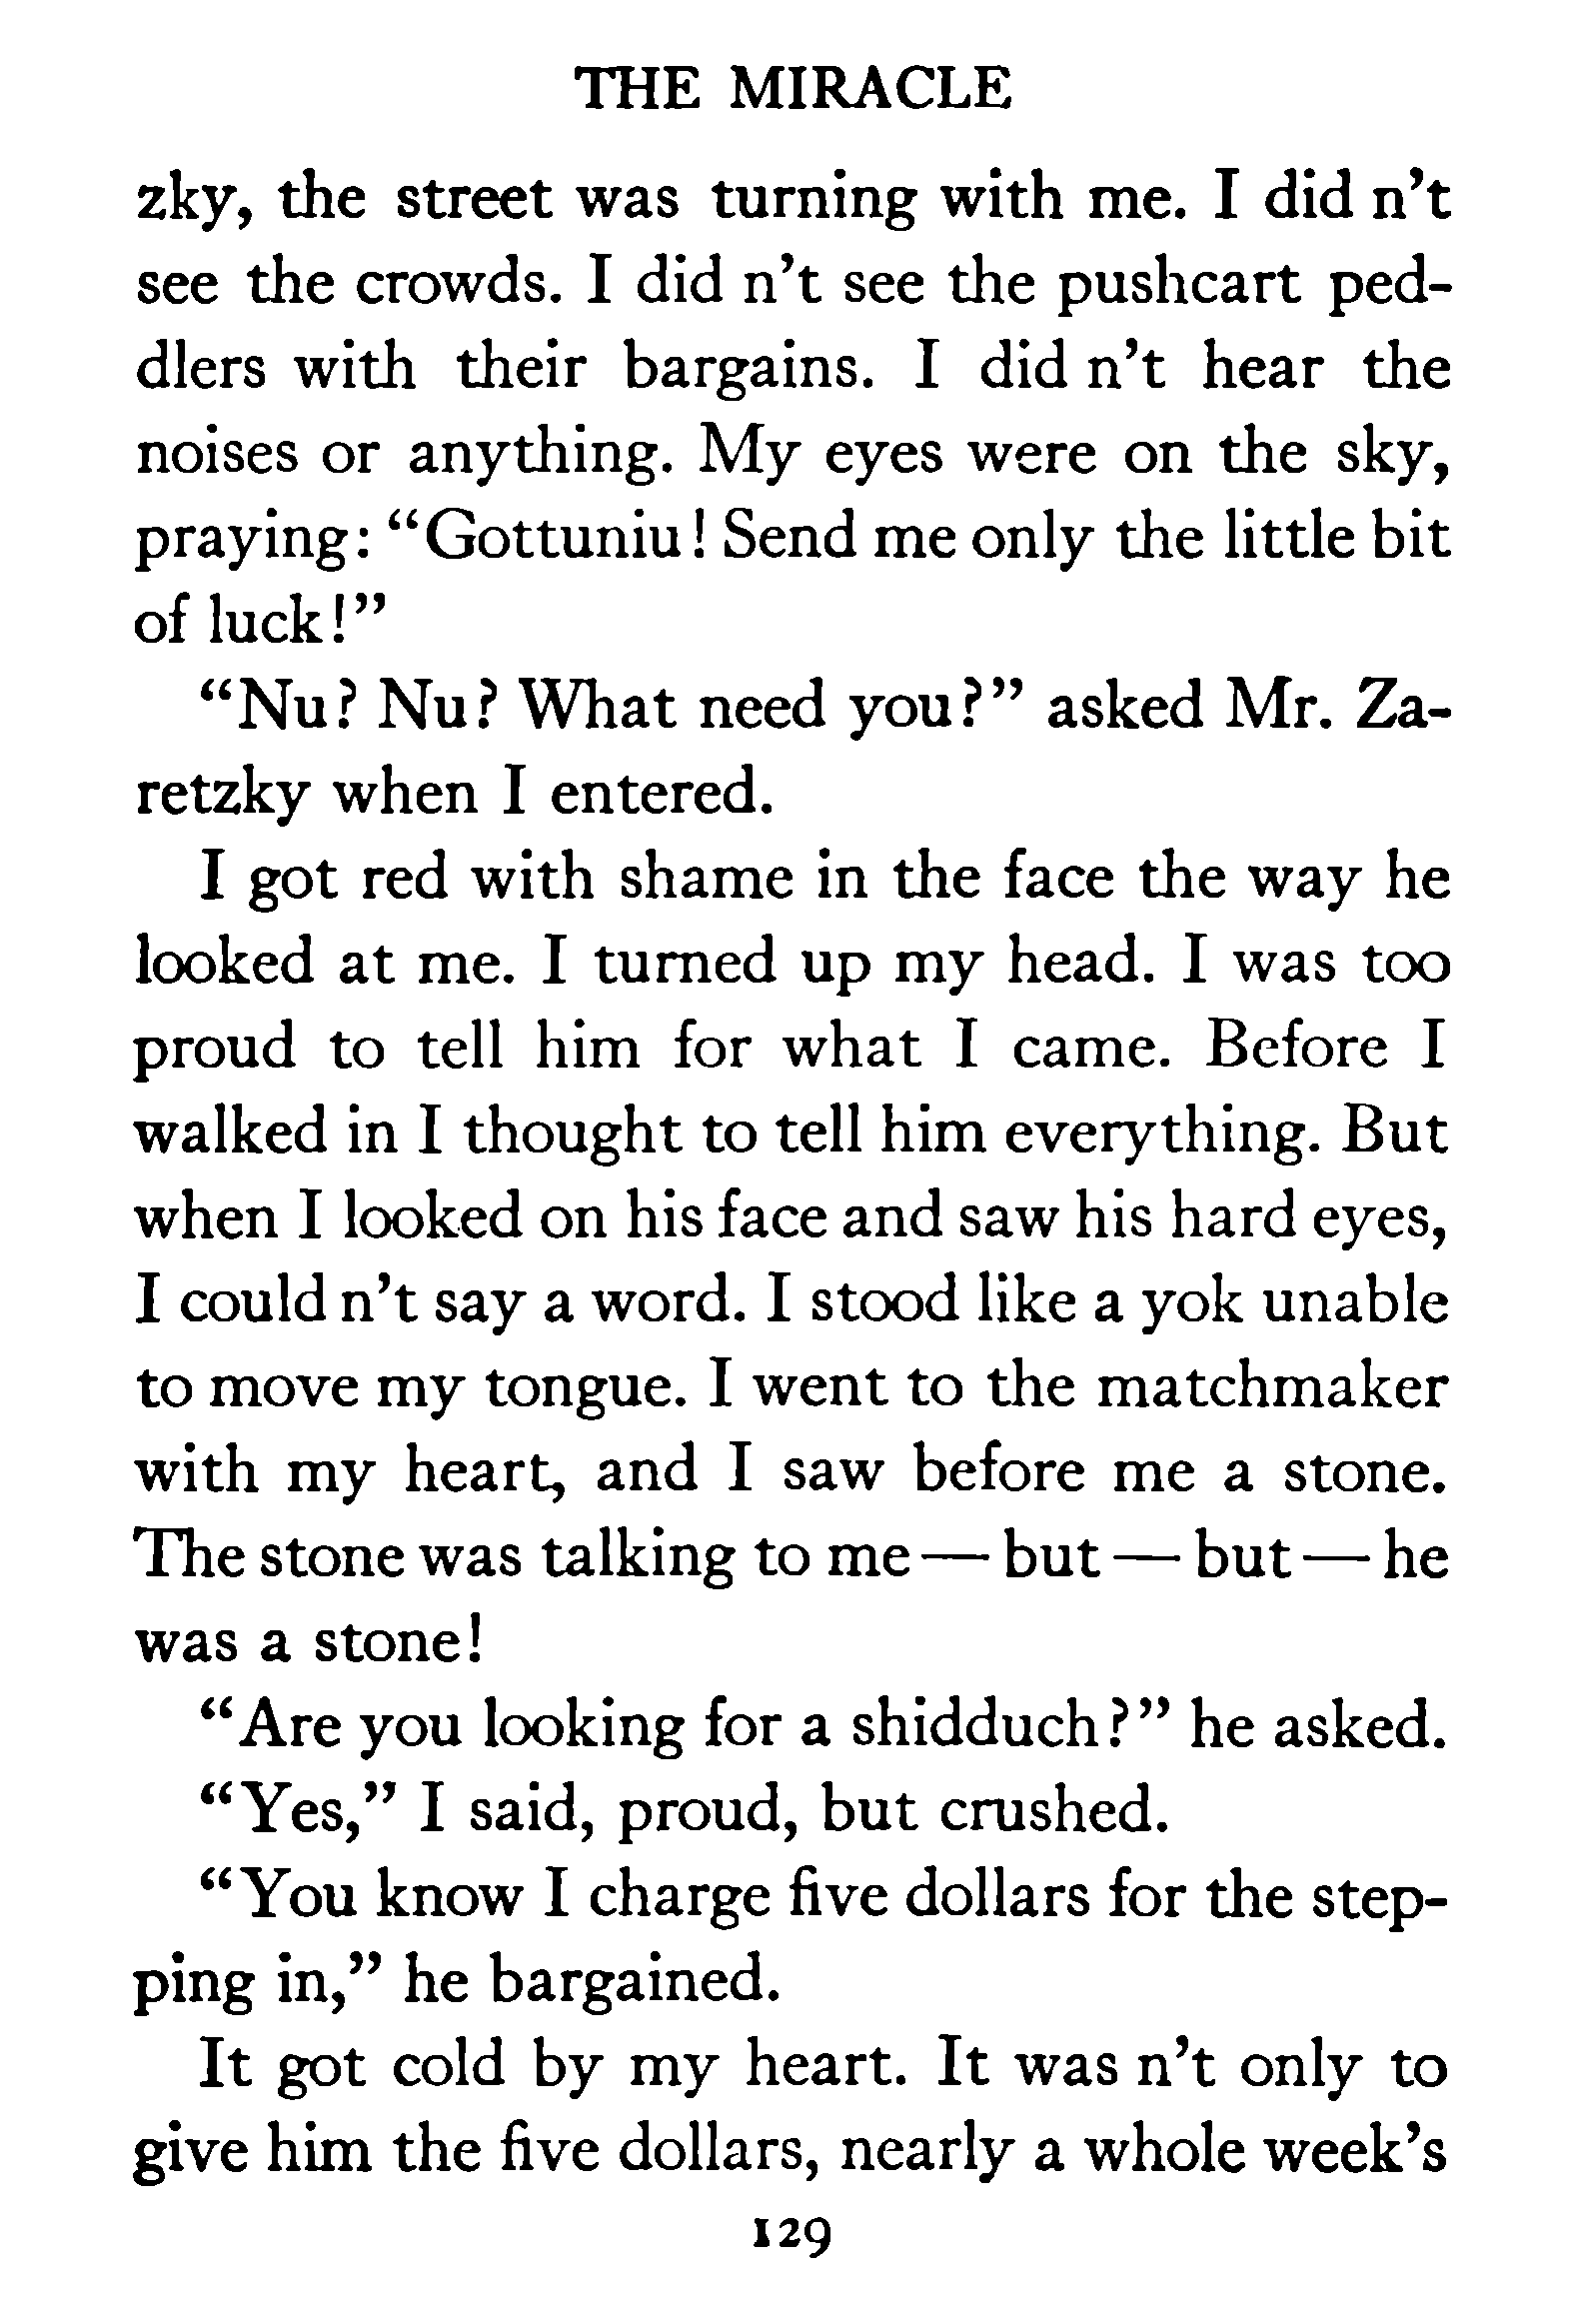 THE MIRACLE
zky, the street was turning with me. I did n’t
see the crowds. I did n’t see the pushcart ped-
dlers with their bargains. I did n’t hear the
noises or anything. My eyes were on the sky,
praying: “Gottuniu! Send me only the little bit
of luck!”
“Nu? Nu? What need you?” asked Mr. Za-
retzky when I entered.
I got red with shame in the face the way he
looked at me. I turned up my head. I was too
proud to tell him for what I came. Before I
walked in I thought to tell him everything. But
when I looked on his face and saw his hard eyes,
I could n’t say a word. I stood like a yok unable
to move my tongue. I went to the matchmaker
with my heart, and I saw before me a stone.
The stone was talking to me — but — but — he
was a stone!
“Are you looking for a shidduch?” he asked.
“Yes,” I said, proud, but crushed.
“You know I charge five dollars for the step-
ping in,” he bargained.
It got cold by my heart. It was n’t only to
give him the five dollars, nearly a whole week’s
129